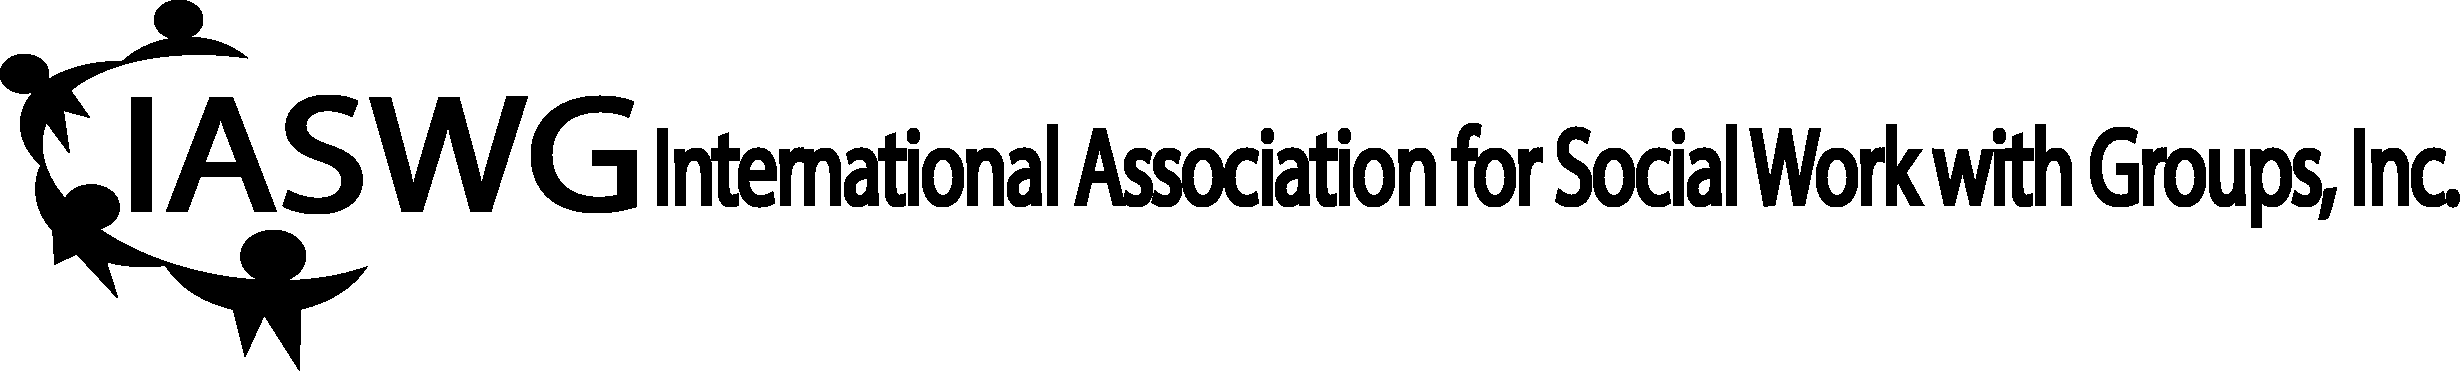 IASWG International Association for Social Work with Groups, Inc.